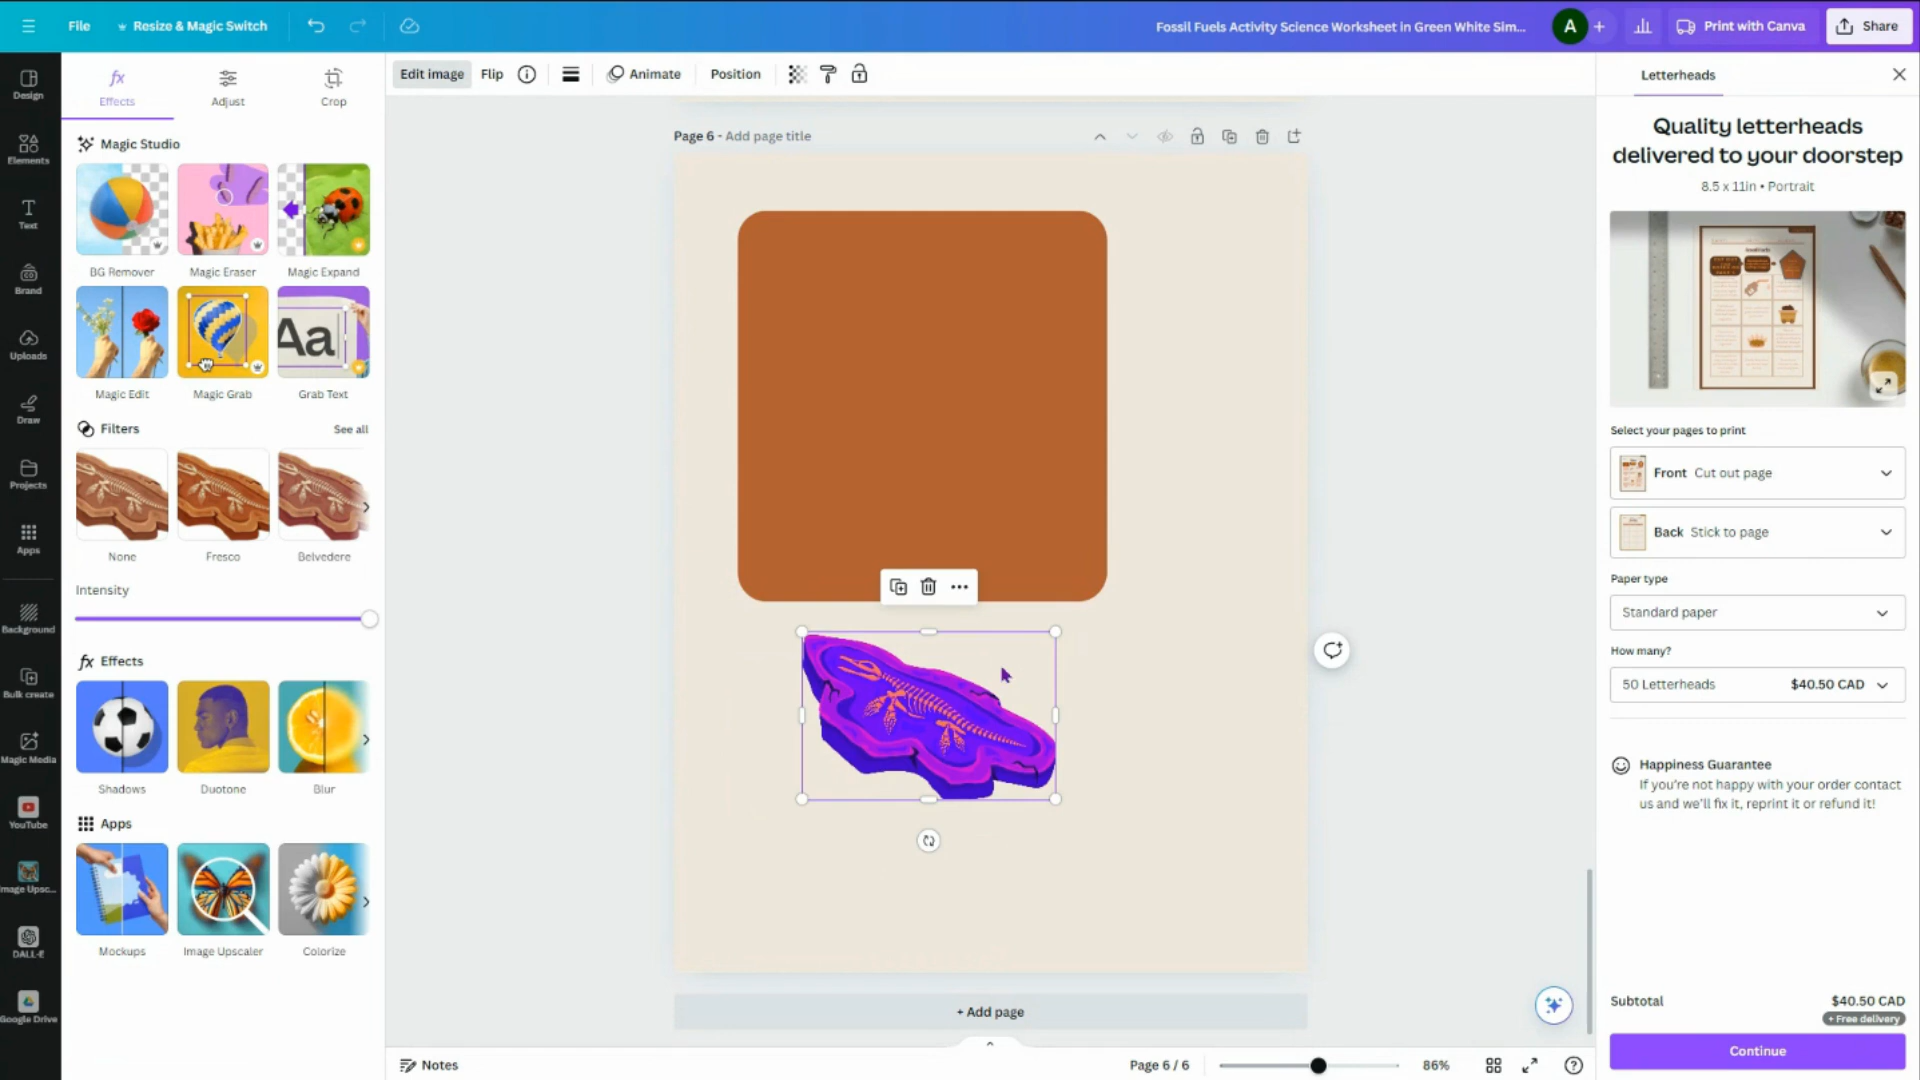 File
Resize & Magic Switch
Fossil Fuels Activity Science Worksheet in Green White Sim...
A
Print with Canva
Share
Design
Elements
Text
Brand
Uploads
Draw
Projects
Apps
Background
Bulk create
Magic Media
YouTube
Image Upsc...
DALL·E
Google Drive
Effects
Adjust
Crop
Magic Studio
BG Remover
Magic Eraser
Magic Expand
Aa
Magic Edit
Magic Grab
Grab Text
Filters
See all
None
Fresco
Belvedere
Intensity
fx Effects
Shadows
Duotone
Blur
Apps
Mockups
Image Upscaler
Colorize
Edit image
Flip
Animate
Position
Page 6 - Add page title
+ Add page
Notes
Page 6 / 6
86%
Letterheads
Quality letterheads
delivered to your doorstep
8.5 x 11in • Portrait
Select your pages to print
Front Cut out page
Back Stick to page
Paper type
Standard paper
How many?
50 Letterheads $40.50 CAD
Happiness Guarantee
If you're not happy with your order contact
us and we'll fix it, reprint it or refund it!
Subtotal
$40.50 CAD
+ Free delivery
Continue